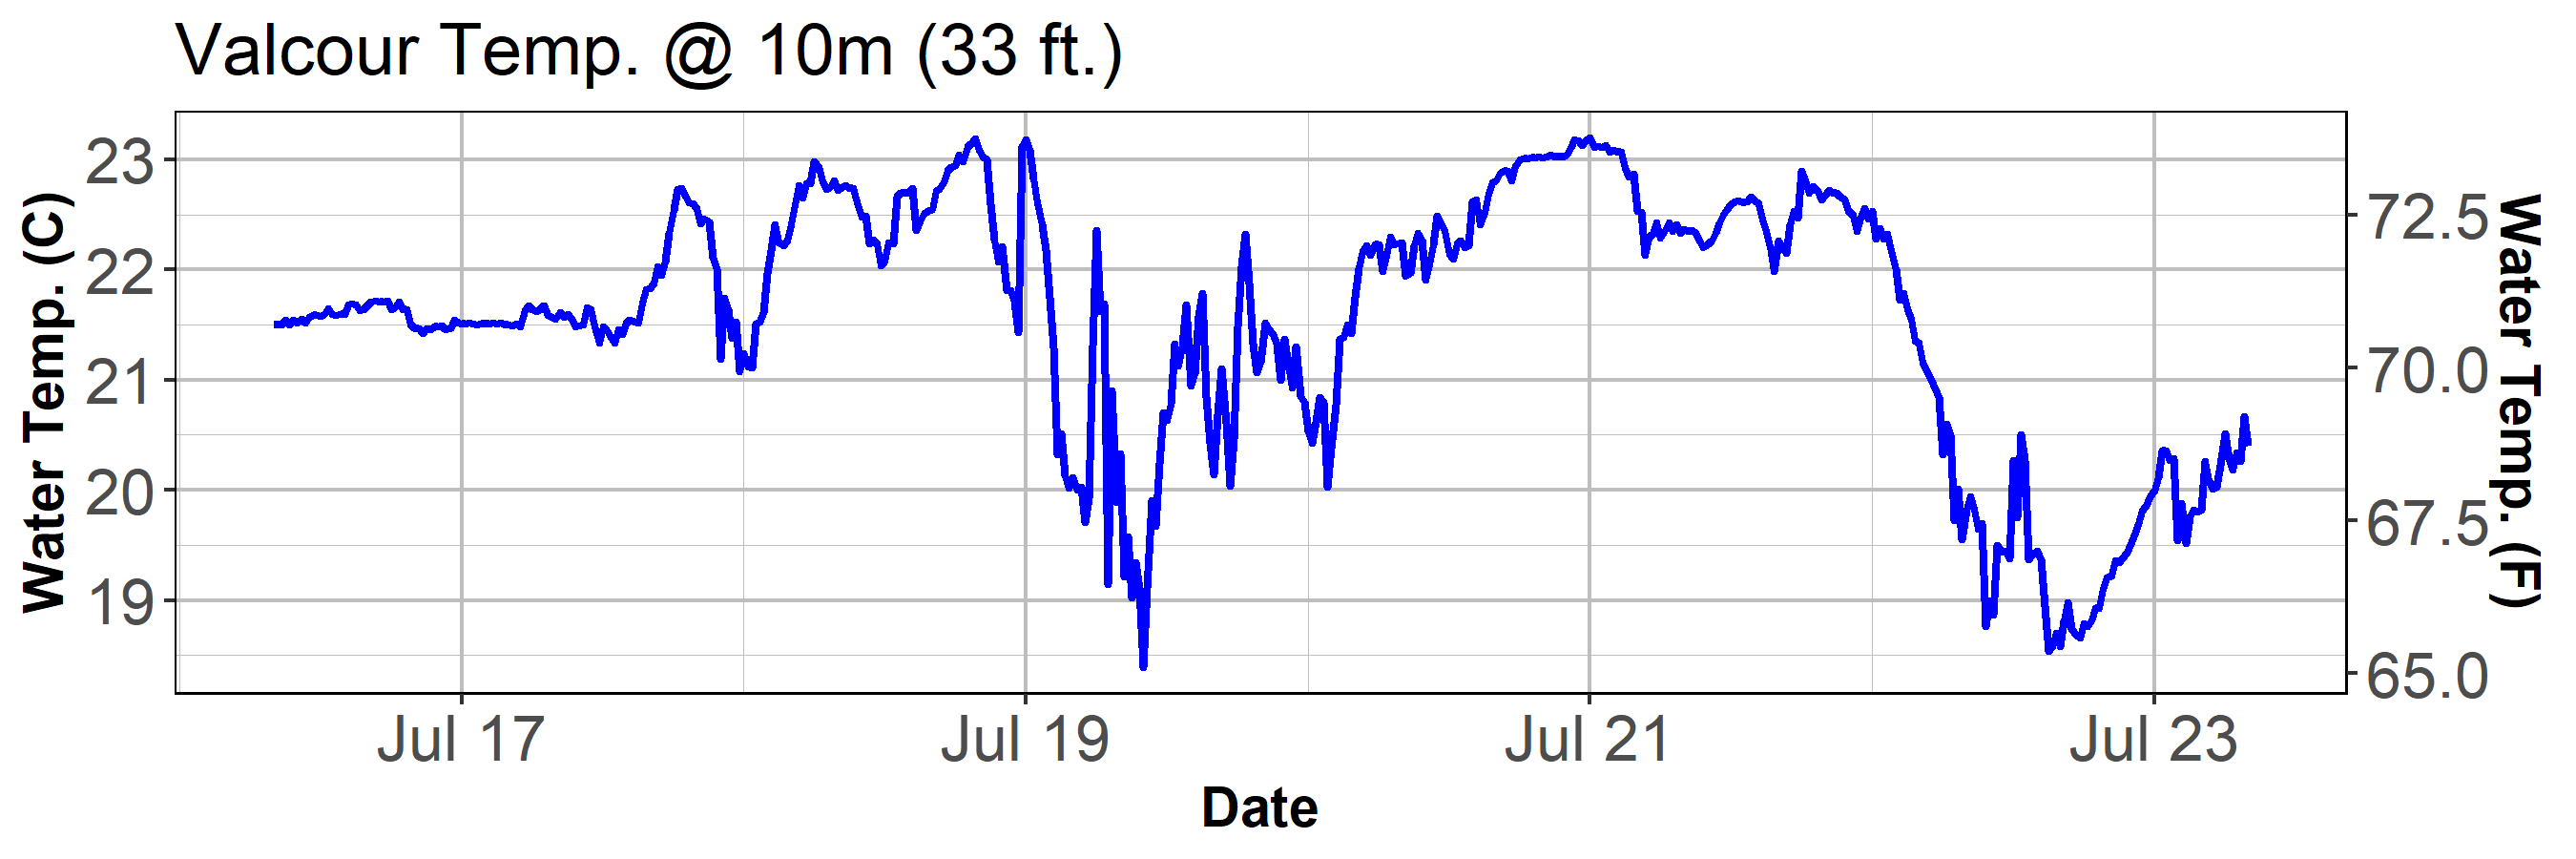 Valcour Temp. @ 10m (33 ft.)
Water Temp. (C)
23
22
21
20
19
72.5
70.0
67.5
65.0
Water Temp. (F)
Jul 17 Jul 19 Jul 21 Jul 23
Date